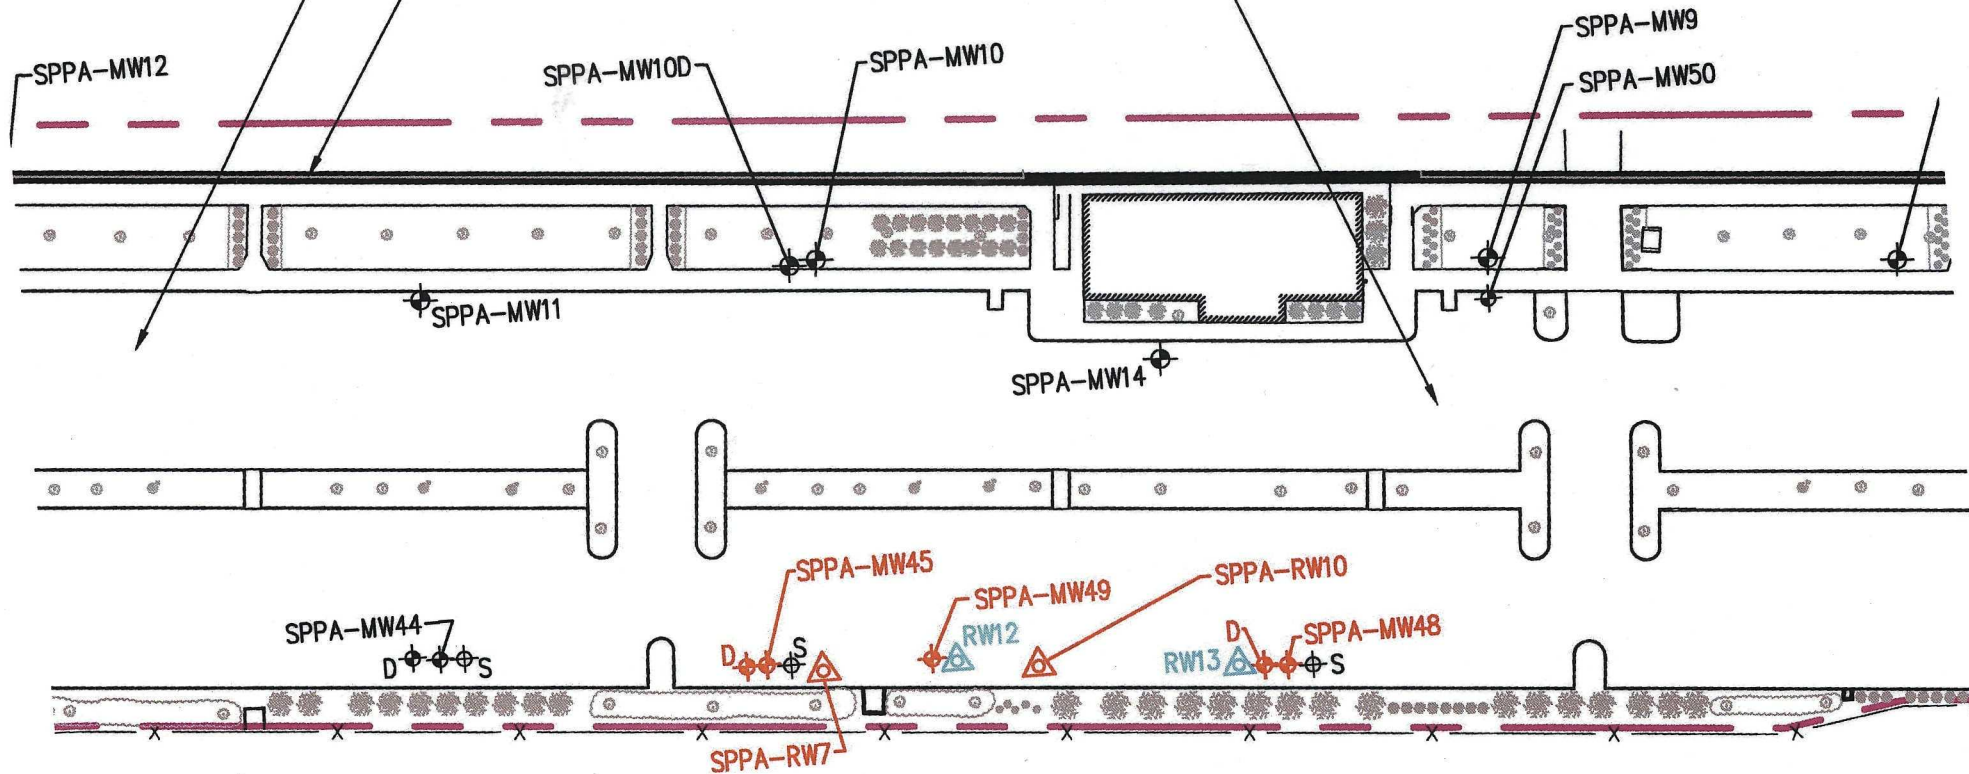 SPPA-MW9
SPPA-MW12
SPPA-MW10D
SPPA-MW10
SPPA-MW50
SPPA-MW11
SPPA-MW14
SPPA-MW45
SPPA-RW10
SPPA-MW49
SPPA-MW44
RW12
D
SPPA-MW48
D
S
D
S
RW13
S
SPPA-RW7